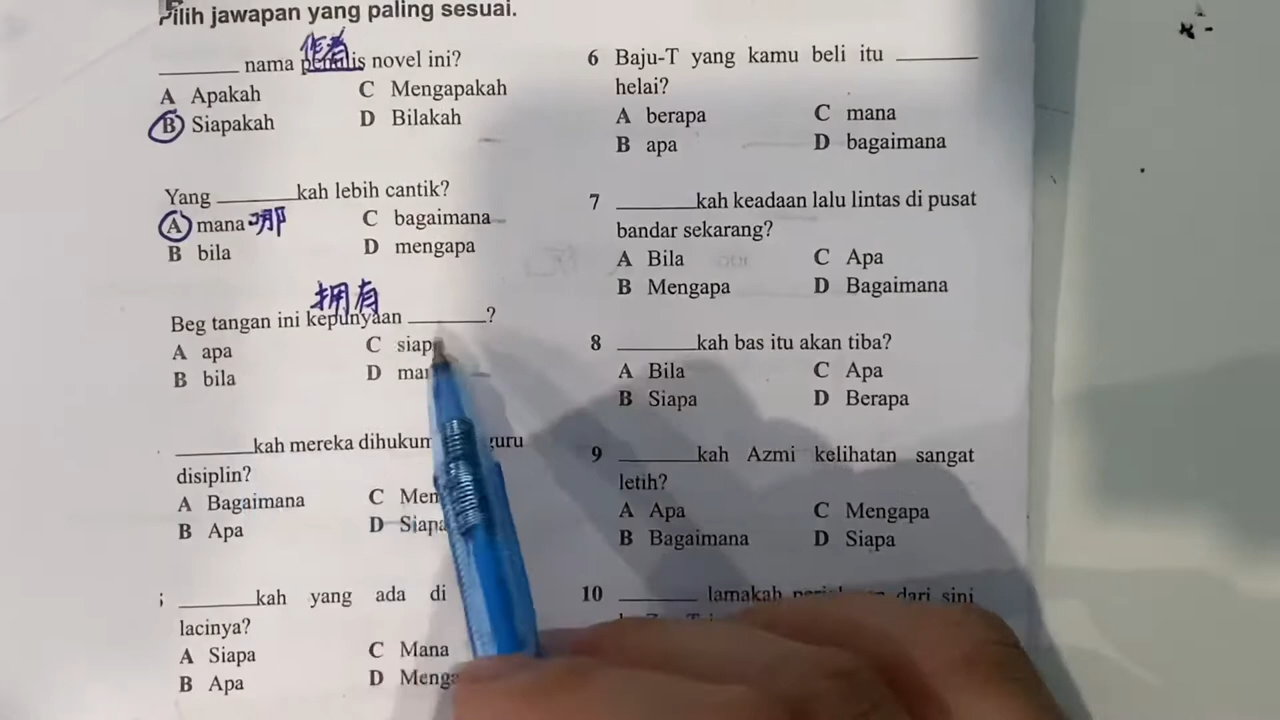 Pilih jawapan yang paling sesuai.
作者
_______ nama penulis novel ini?
A Apakah C Mengapakah
B Siapakah D Bilakah
Yang _______kah lebih cantik?
A mana 哪 C bagaimana
B bila D mengapa
拥有
Beg tangan ini kepunyaan _______?
A apa C
B bila D
_______kah mereka guru
disiplin?
A Bagaimana C
B Apa D Siapa
_______kah yang ada di
lacinya?
A Siapa C Mana
B Apa D
6 Baju-T yang kamu beli itu _______
helai?
A berapa C mana
B apa D bagaimana
7 _______kah keadaan lalu lintas di pusat
bandar sekarang?
A Bila C Apa
B Mengapa D Bagaimana
8 _______kah bas itu akan tiba?
A Bila C Apa
B Siapa D Berapa
9 _______kah Azmi kelihatan sangat
letih?
A Apa C Mengapa
B Bagaimana D Siapa
10 _______ lamakah dari sini